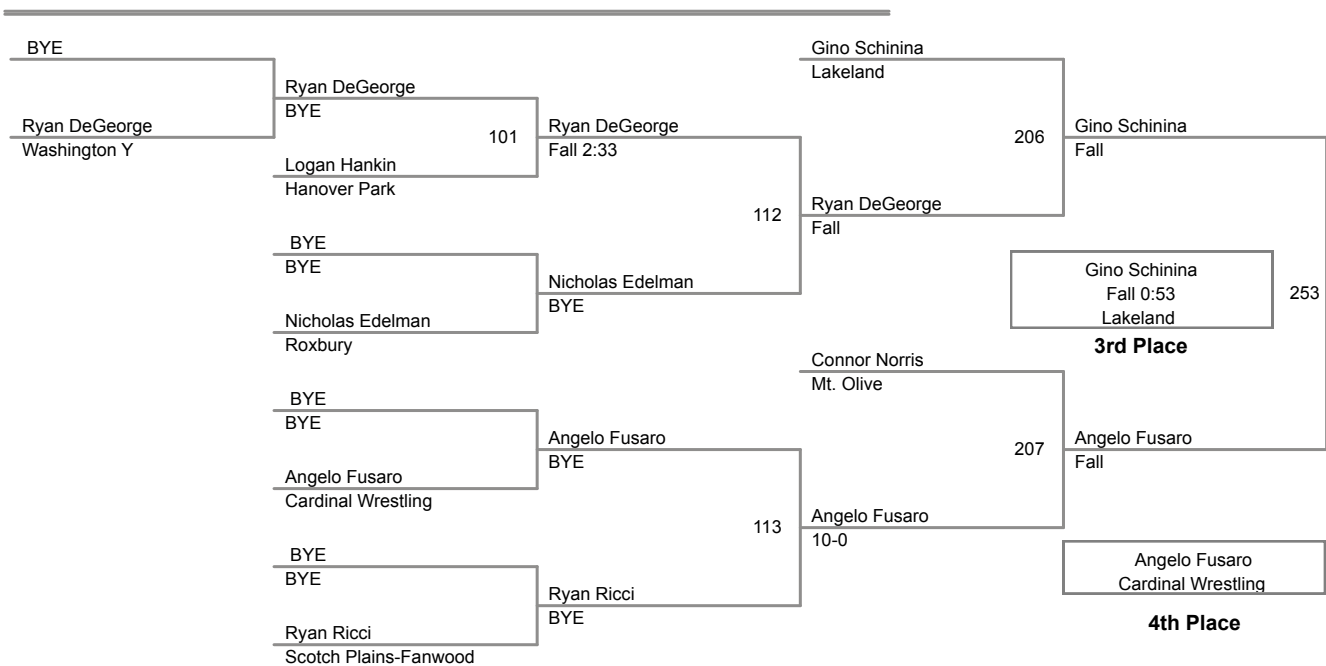 BYE
Ryan DeGeorge
Washington Y
Ryan DeGeorge
BYE
101
Logan Hankin
Hanover Park
BYE
BYE
Nicholas Edelman
Roxbury
BYE
BYE
Angelo Fusaro
Cardinal Wrestling
BYE
BYE
Ryan Ricci
Scotch Plains-Fanwood
Ryan DeGeorge
Fall 2:33
112
Nicholas Edelman
BYE
Angelo Fusaro
BYE
113
Ryan Ricci
BYE
Gino Schinina
Lakeland
206
Ryan DeGeorge
Fall
Connor Norris
Mt. Olive
207
Angelo Fusaro
10-0
Gino Schinina
Fall
Gino Schinina
Fall 0:53
Lakeland
253
3rd Place
Angelo Fusaro
Fall
Angelo Fusaro
Cardinal Wrestling
4th Place